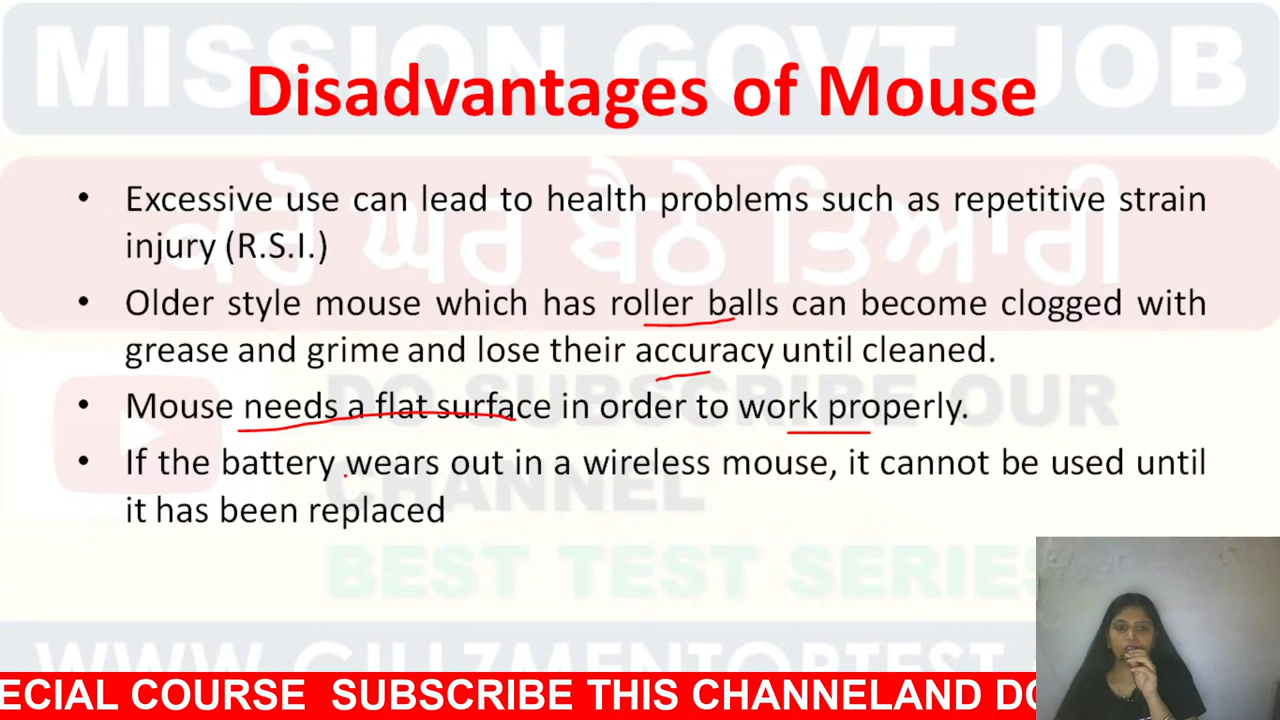 MISSION GOVT JOB
Disadvantages of Mouse
ਕਰੋ ਘਰ ਬੈਠੇ ਤਿਆਰੀ
• Excessive use can lead to health problems such as repetitive strain
injury (R.S.I.)
• Older style mouse which has roller balls can become clogged with
grease and grime and lose their accuracy until cleaned.
• Mouse needs a flat surface in order to work properly.
DO SUBSCRIBE OUR
• If the battery wears out in a wireless mouse, it cannot be used until
it has been replaced
CHANNEL
BEST TEST SERIES
ECIAL COURSE SUBSCRIBE THIS CHANNELAND DO